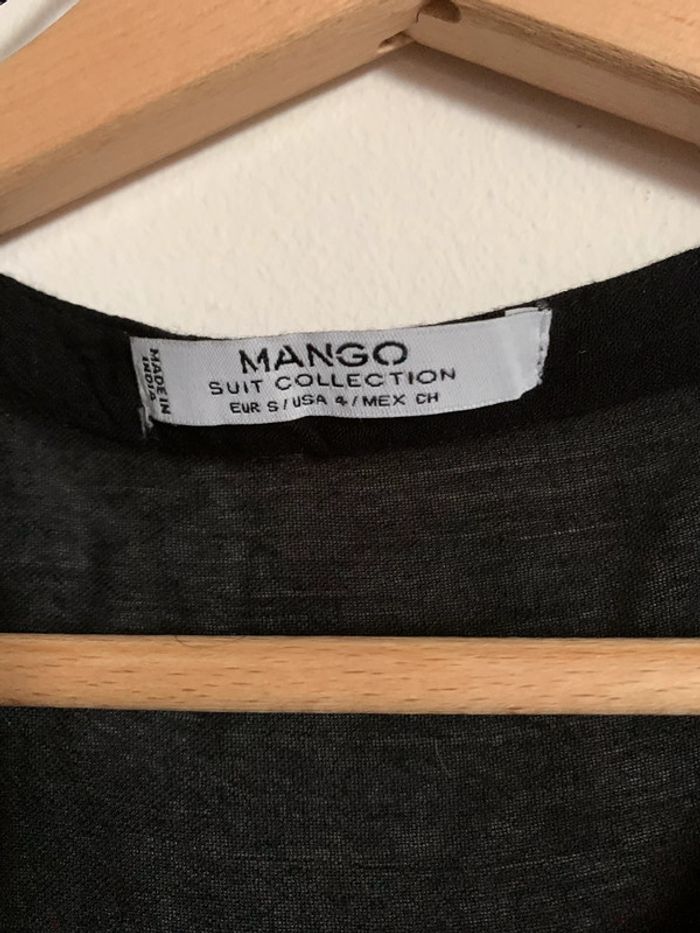 MANGO
SUIT COLLECTION
EUR S / USA 4 / MEX CH
MADE IN
INDIA